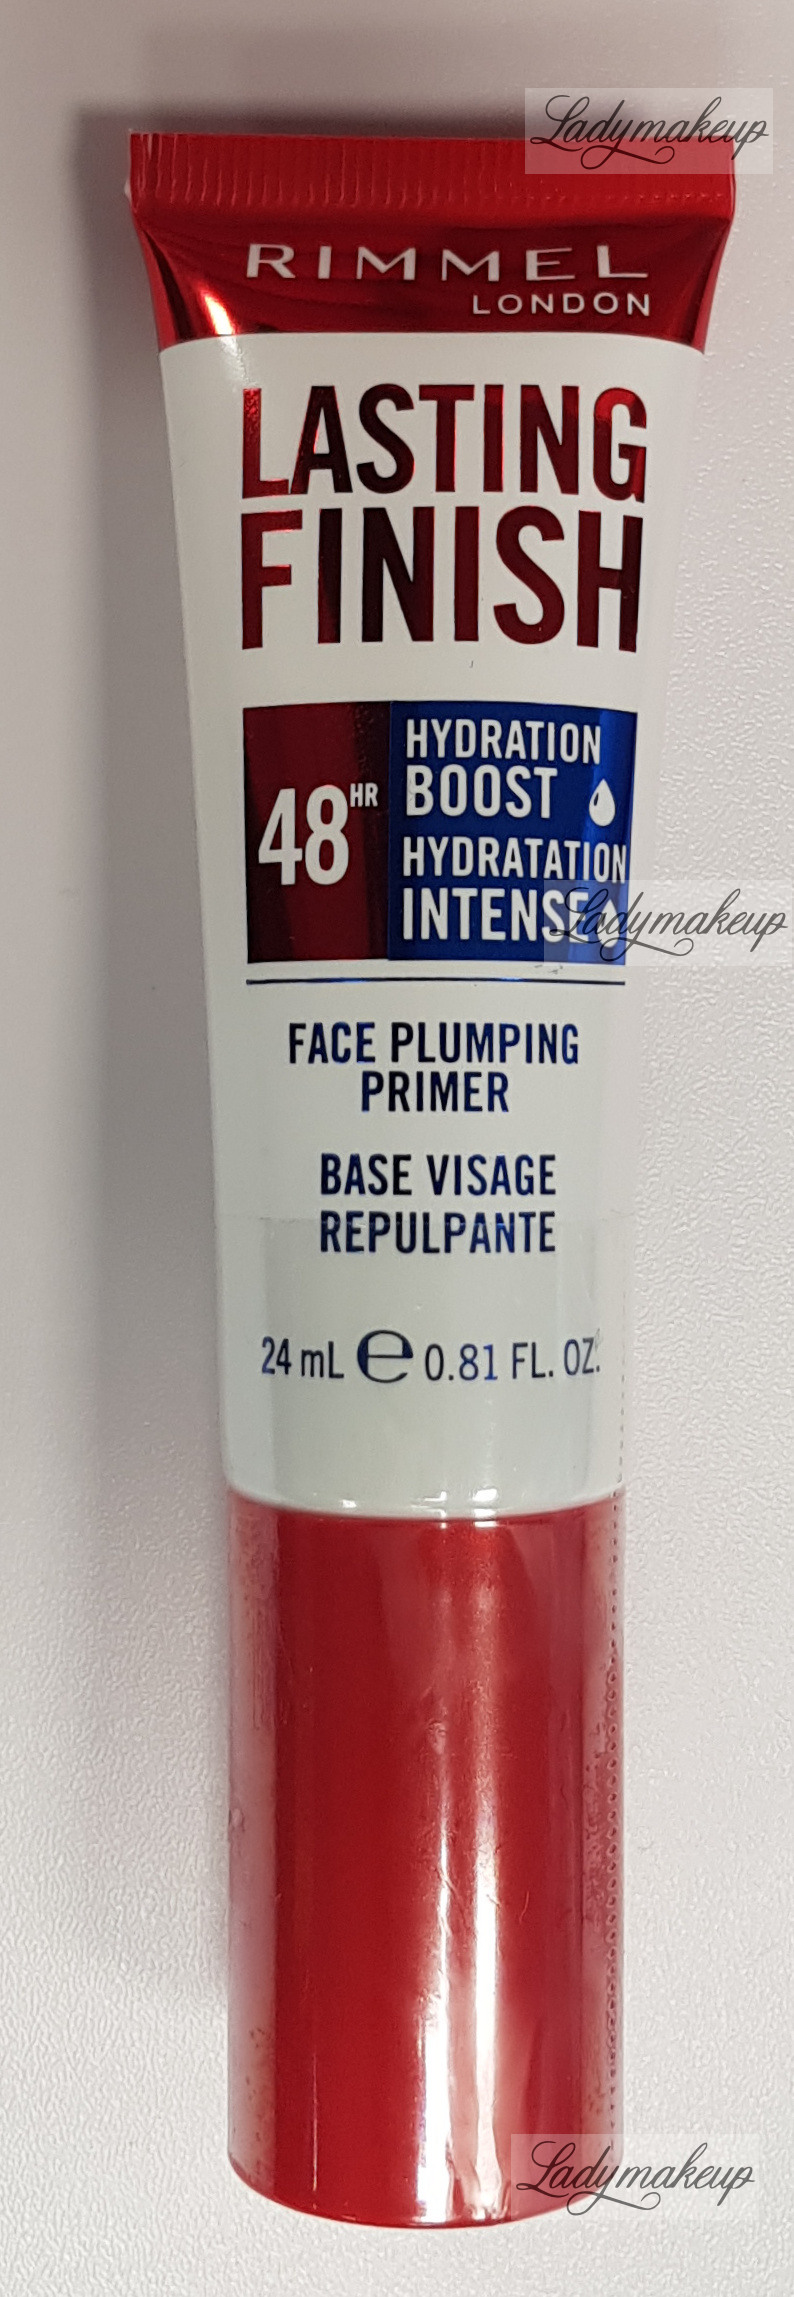 Ladymakeup
RIMMEL
LONDON
LASTING
FINISH
48HR
HYDRATION
BOOST
HYDRATATION
INTENSE
Ladymakeup
FACE PLUMPING
PRIMER
BASE VISAGE
REPULPANTE
24 mL e 0.81 FL. OZ.
Ladymakeup